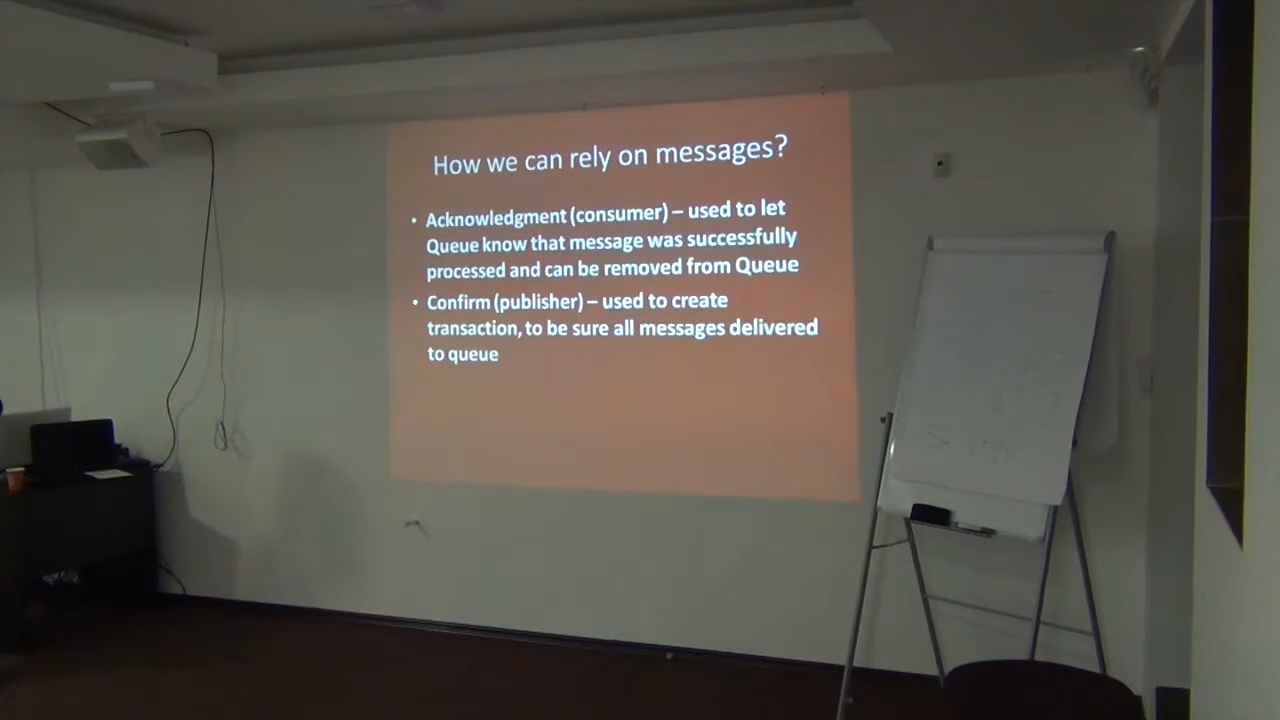 How we can rely on messages?
• Acknowledgment (consumer) – used to let
Queue know that message was successfully
processed and can be removed from Queue
• Confirm (publisher) – used to create
transaction, to be sure all messages delivered
to queue